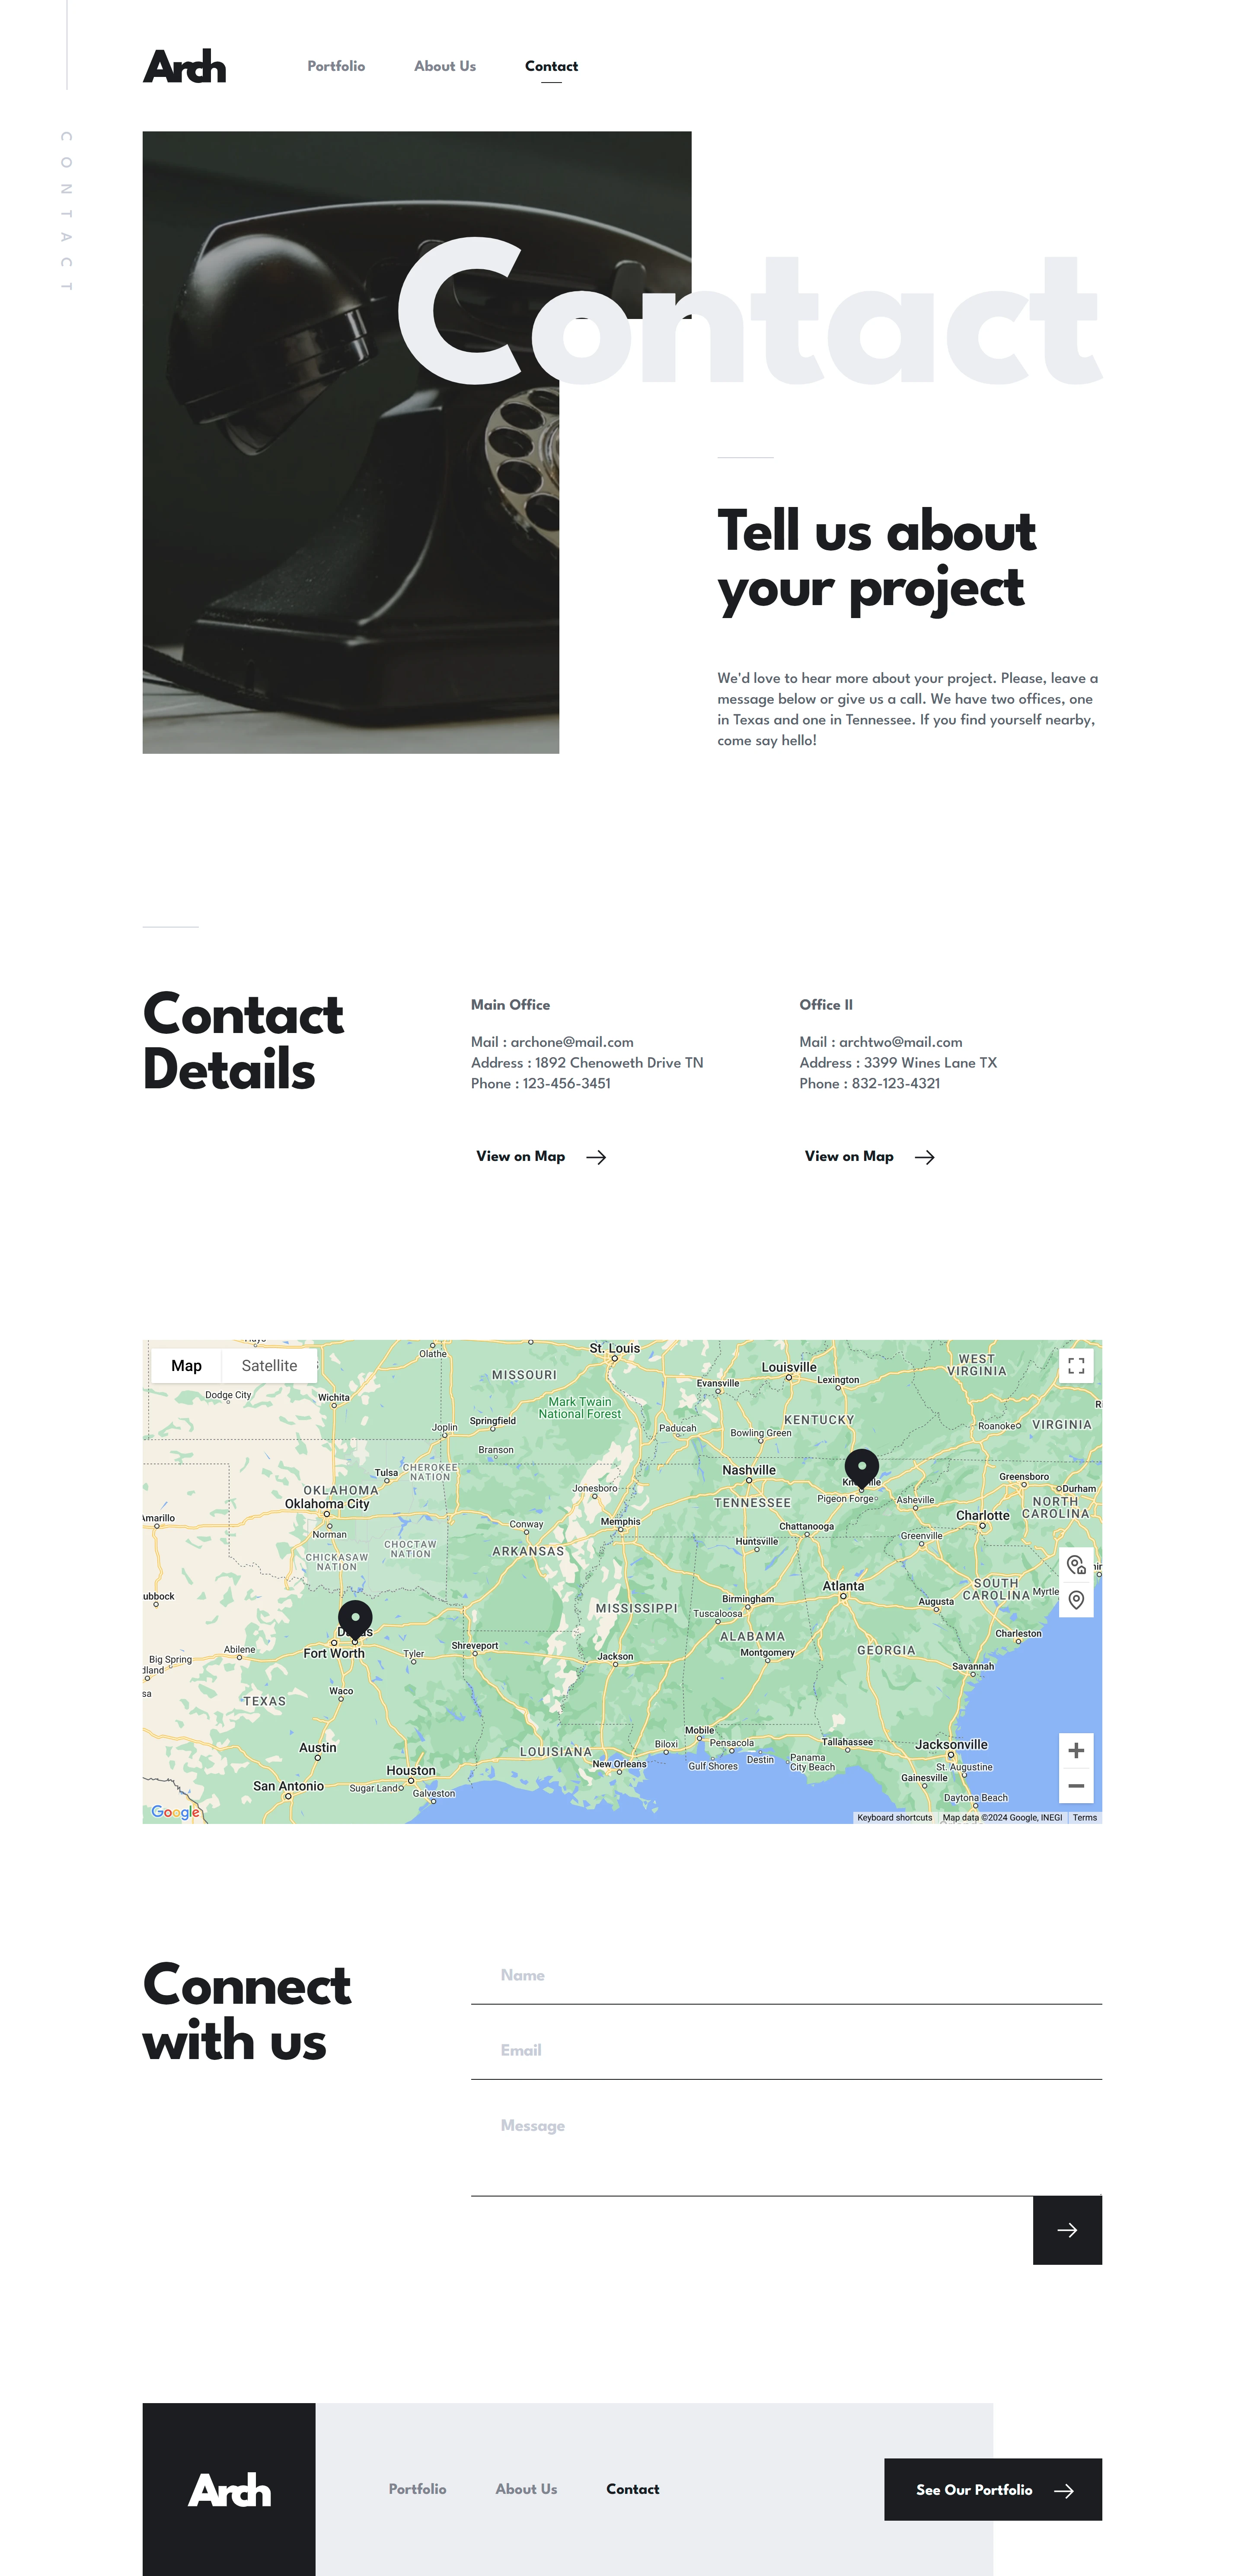 Arch
Portfolio
About Us
Contact
CONTACT
Contact
Tell us about
your project
We'd love to hear more about your project. Please, leave a
message below or give us a call. We have two offices, one
in Texas and one in Tennessee. If you find yourself nearby,
come say hello!
Contact
Details
Main Office
Mail : archone@mail.com
Address : 1892 Chenoweth Drive TN
Phone : 123-456-3451
View on Map
Office II
Mail : archtwo@mail.com
Address : 3399 Wines Lane TX
Phone : 832-123-4321
View on Map
Map
Satellite
Olathe
St. Louis
MISSOURI
Louisville
WEST
VIRGINIA
Evansville
Lexington
Dodge City
Wichita
Mark Twain
National Forest
Springfield
Joplin
Paducah
KENTUCKY
Bowling Green
Roanoke
VIRGINIA
Branson
Tulsa
CHEROKEE
NATION
Nashville
Greensboro
Durham
OKLAHOMA
Oklahoma City
Jonesboro
TENNESSEE
Pigeon Forge
Asheville
NORTH
CAROLINA
Charlotte
Norman
Conway
Memphis
Chattanooga
Greenville
Huntsville
CHICKASAW
NATION
CHOCTAW
NATION
ARKANSAS
Atlanta
SOUTH
CAROLINA
Myrtle
MISSISSIPPI
Birmingham
Tuscaloosa
Augusta
Fort Worth
ALABAMA
Charleston
Abilene
Big Spring
Tyler
Shreveport
Jackson
Montgomery
GEORGIA
Savannah
Waco
TEXAS
Mobile
Austin
LOUISIANA
Biloxi
Pensacola
Tallahassee
Jacksonville
Houston
New Orleans
Gulf Shores
Destin
Panama
City Beach
St. Augustine
Gainesville
San Antonio
Sugar Land
Galveston
Daytona Beach
Google
Keyboard shortcuts
Map data ©2024 Google, INEGI
Terms
Connect
with us
Name
Email
Message
Arch
Portfolio
About Us
Contact
See Our Portfolio